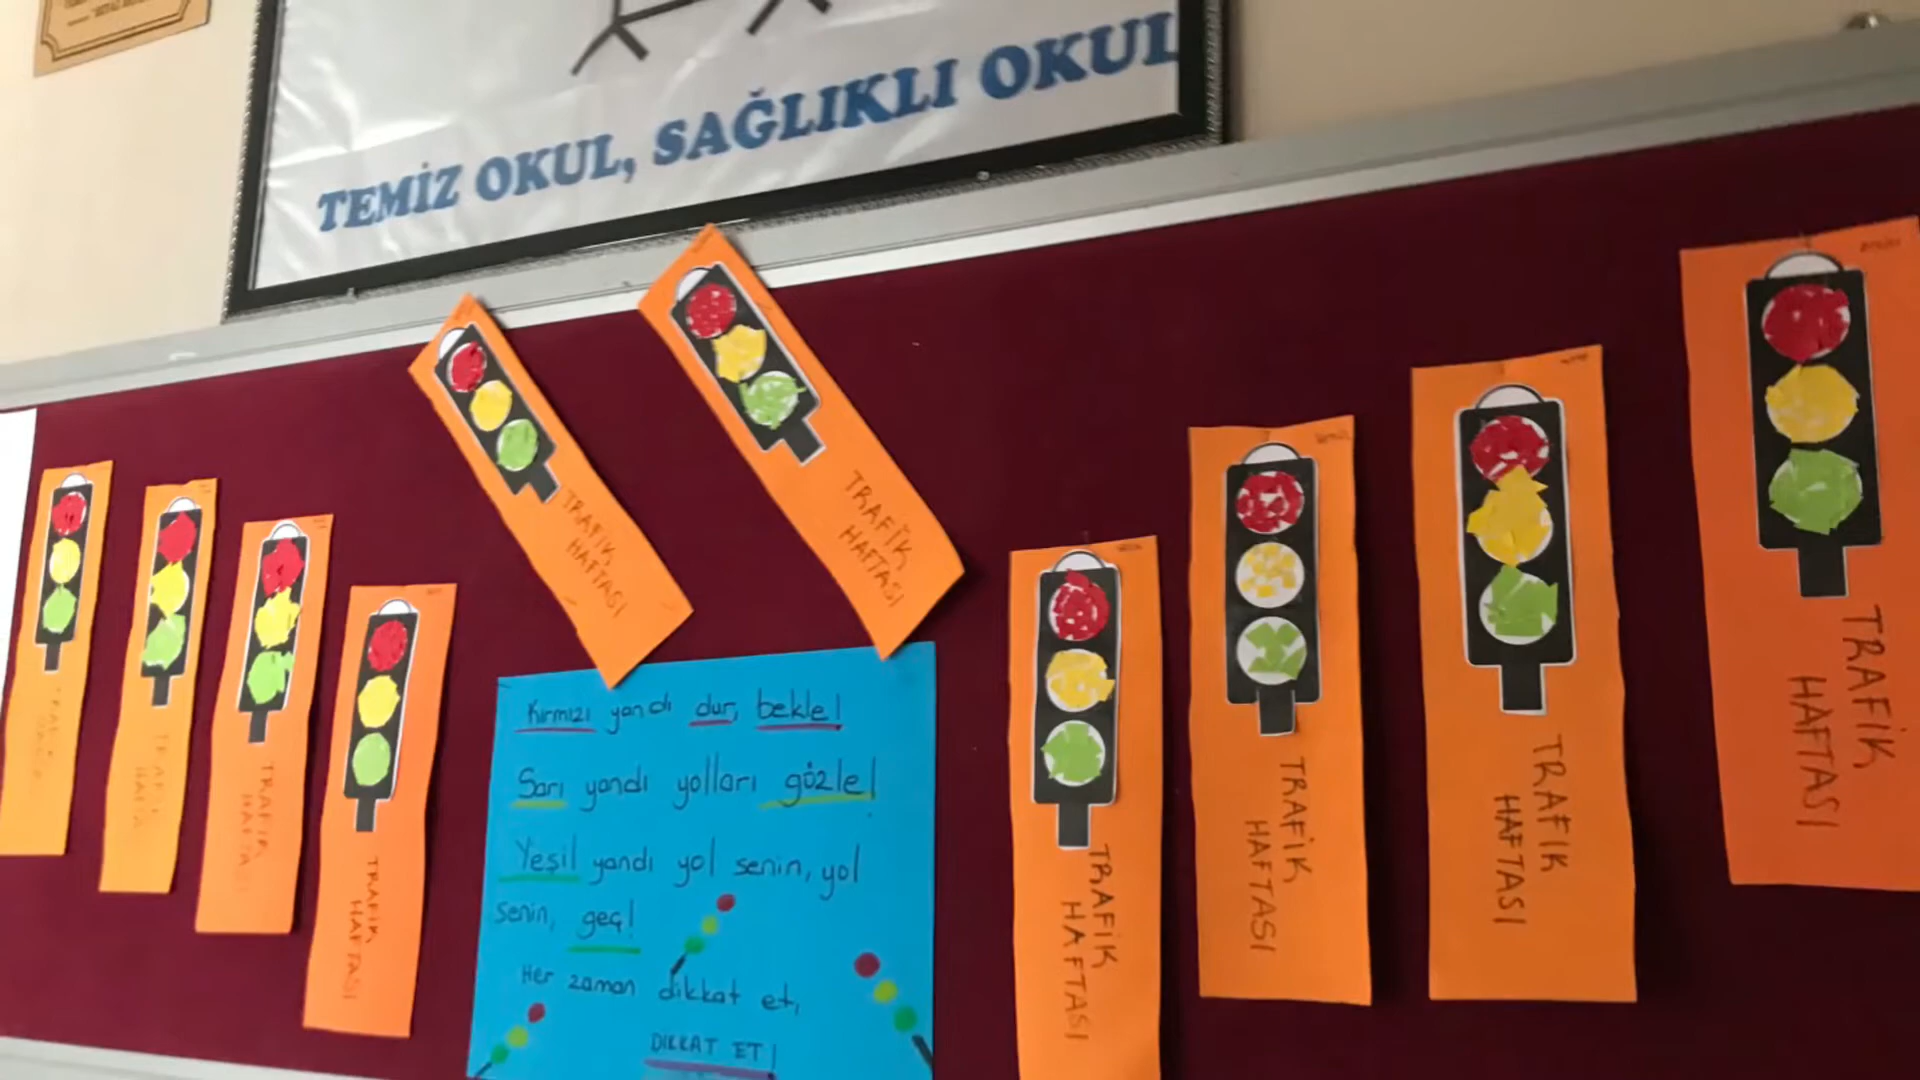 TEMİZ OKUL, SAĞLIKLI OKUL
TRAFİK
HAFTASI
TRAFİK
HAFTASI
TRAFİK
HAFTASI
TRAFİK
HAFTASI
Kırmızı yandı dur, bekle!
Sarı yandı yolları gözle!
Yeşil yandı yol senin, yol
senin, geç!
Her zaman dikkat et,
DİKKAT ET!
TRAFİK
HAFTASI
TRAFİK
HAFTASI
TRAFİK
HAFTASI
TRAFİK
HAFTASI